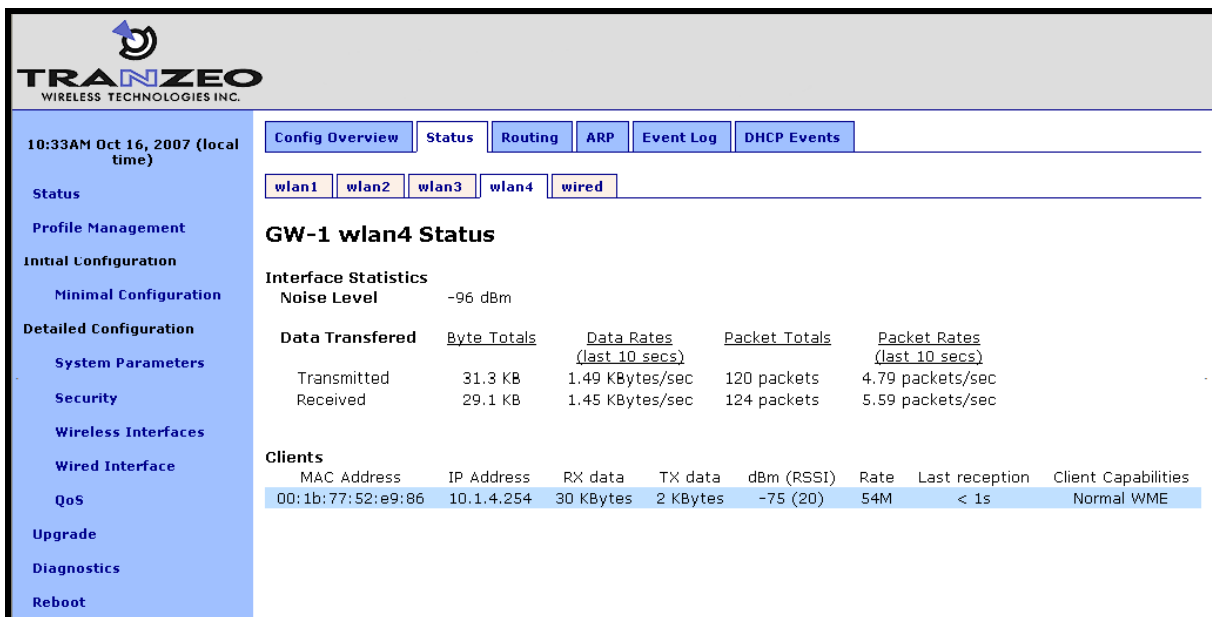 TRANZEO
WIRELESS TECHNOLOGIES INC.
10:33AM Oct 16, 2007 (local
time)
Status
Profile Management
Initial Configuration
Minimal Configuration
Detailed Configuration
System Parameters
Security
Wireless Interfaces
Wired Interface
QoS
Upgrade
Diagnostics
Reboot
Config Overview Status Routing ARP Event Log DHCP Events
wlan1 wlan2 wlan3 wlan4 wired
GW-1 wlan4 Status
Interface Statistics
Noise Level -96 dBm
Data Transfered Byte Totals Data Rates Packet Totals Packet Rates
(last 10 secs) (last 10 secs)
Transmitted 31.3 KB 1.49 KBytes/sec 120 packets 4.79 packets/sec
Received 29.1 KB 1.45 KBytes/sec 124 packets 5.59 packets/sec
Clients
MAC Address IP Address RX data TX data dBm (RSSI) Rate Last reception Client Capabilities
00:1b:77:52:e9:86 10.1.4.254 30 KBytes 2 KBytes -75 (20) 54M < 1s Normal WME